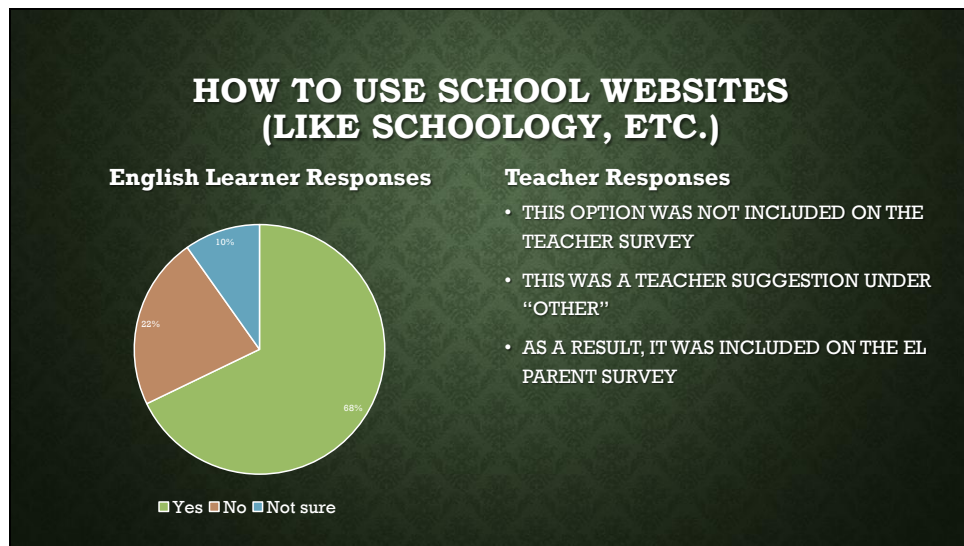 HOW TO USE SCHOOL WEBSITES
(LIKE SCHOOLOGY, ETC.)
English Learner Responses
10%
22%
68%
Yes No Not sure
Teacher Responses
• THIS OPTION WAS NOT INCLUDED ON THE
TEACHER SURVEY
• THIS WAS A TEACHER SUGGESTION UNDER
“OTHER”
• AS A RESULT, IT WAS INCLUDED ON THE EL
PARENT SURVEY